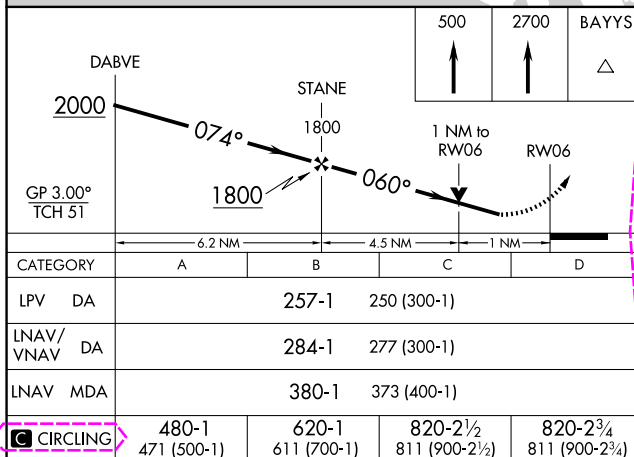 500 2700 BAYYS
DABVE
STANE
2000
1800
1 NM to
RW06
RW06
074°
060°
1800
GP 3.00°
TCH 51
6.2 NM 4.5 NM 1 NM
CATEGORY A B C D
LPV DA 257-1 250 (300-1)
LNAV/
VNAV DA 284-1 277 (300-1)
LNAV MDA 380-1 373 (400-1)
C CIRCLING 480-1 620-1 820-2½ 820-2¾
471 (500-1) 611 (700-1) 811 (900-2½) 811 (900-2¾)